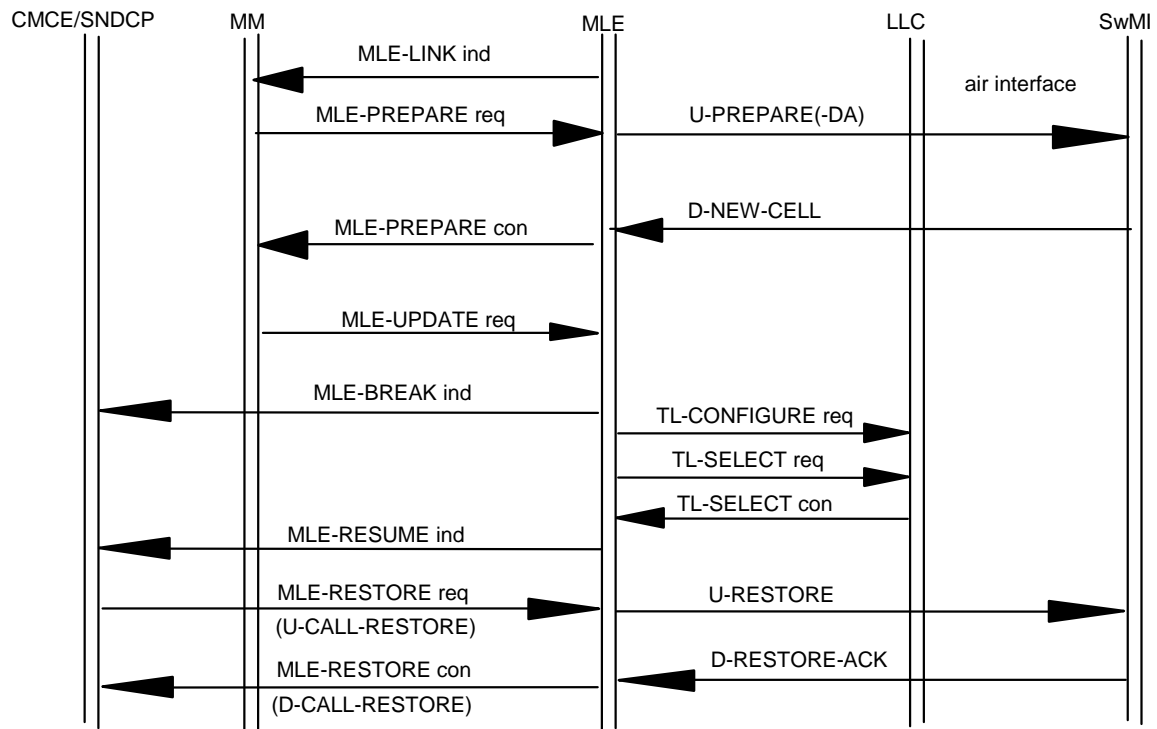 CMCE/SNDCP MM MLE LLC SwMI
MLE-LINK ind
air interface
MLE-PREPARE req U-PREPARE(-DA)
D-NEW-CELL
MLE-PREPARE con
MLE-UPDATE req
MLE-BREAK ind
TL-CONFIGURE req
TL-SELECT req
TL-SELECT con
MLE-RESUME ind
MLE-RESTORE req U-RESTORE
(U-CALL-RESTORE)
D-RESTORE-ACK
MLE-RESTORE con
(D-CALL-RESTORE)